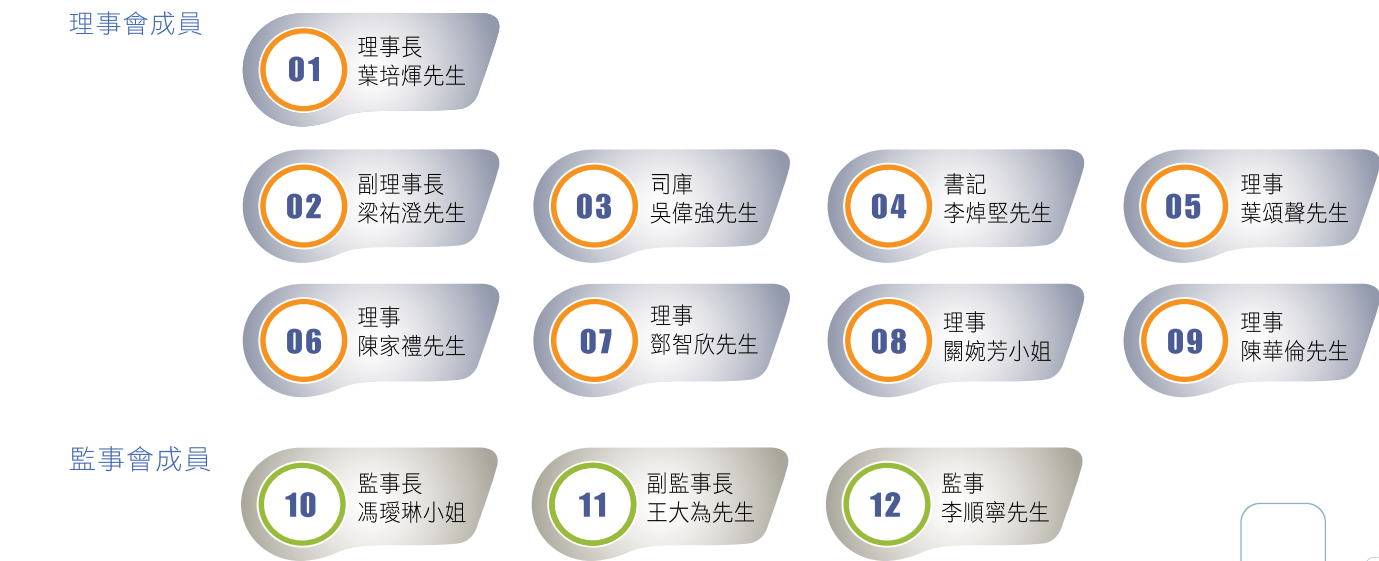 理事會成員
01
理事長
葉培煇先生
02
副理事長
梁祐澄先生
03
司庫
吳偉強先生
04
書記
李焯堅先生
05
理事
葉頌聲先生
06
理事
陳家禮先生
07
理事
鄧智欣先生
08
理事
關婉芳小姐
09
理事
陳華倫先生
監事會成員
10
監事長
馮璦琳小姐
11
副監事長
王大為先生
12
監事
李順寧先生